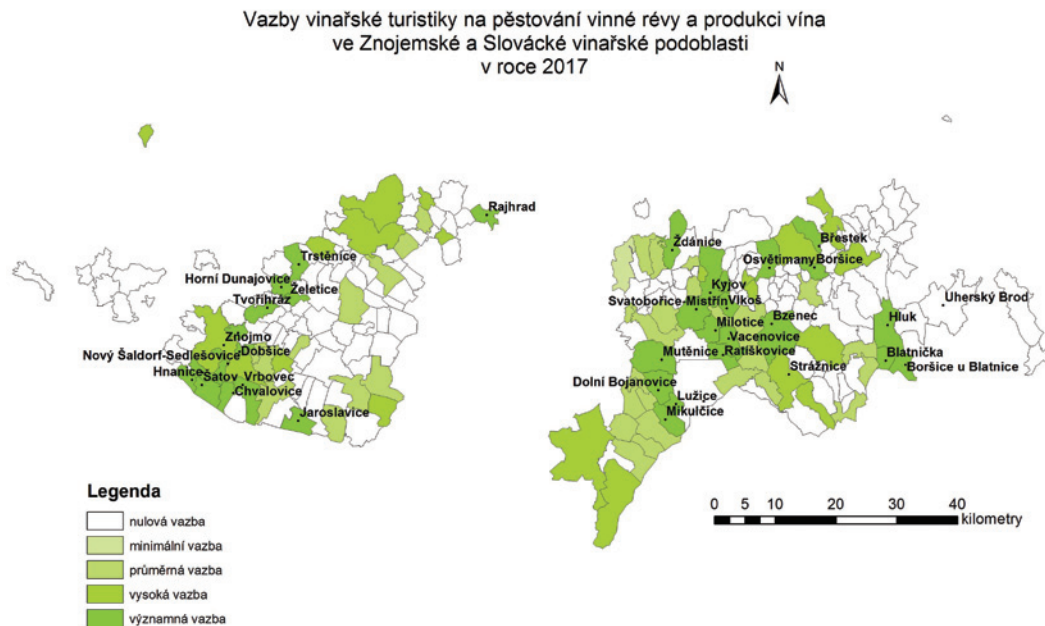 Vazby vinařské turistiky na pěstování vinné révy a produkci vína
ve Znojemské a Slovácké vinařské podoblasti
v roce 2017
N
Rajhrad
Trstěnice
Horní Dunajovice
Želetice
Tvořihráz
Znojmo
Dobšice
Nový Šaldorf-Sedlešovice
Hnanice
Šatov
Vrbovec
Chvalovice
Jaroslavice
Ždánice
Břestek
Osvětimany
Boršice
Kyjov
Svatobořice-Mistřín
Vlkoš
Uherský Brod
Bzenec
Hluk
Milotice
Vacenovice
Mutěnice
Ratíškovice
Blatnička
Boršice u Blatnice
Strážnice
Dolní Bojanovice
Lužice
Mikulčice
Legenda
nulová vazba
minimální vazba
průměrná vazba
vysoká vazba
významná vazba
0 5 10 20 30 40
kilometry